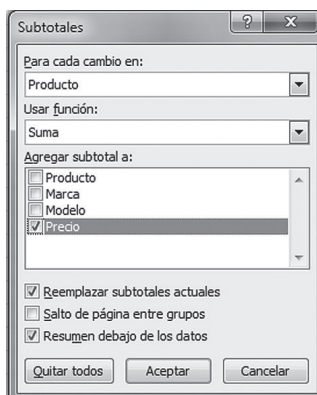 Subtotales
Para cada cambio en:
Producto
Usar función:
Suma
Agregar subtotal a:
Producto
Marca
Modelo
Precio
Reemplazar subtotales actuales
Salto de página entre grupos
Resumen debajo de los datos
Quitar todos Aceptar Cancelar